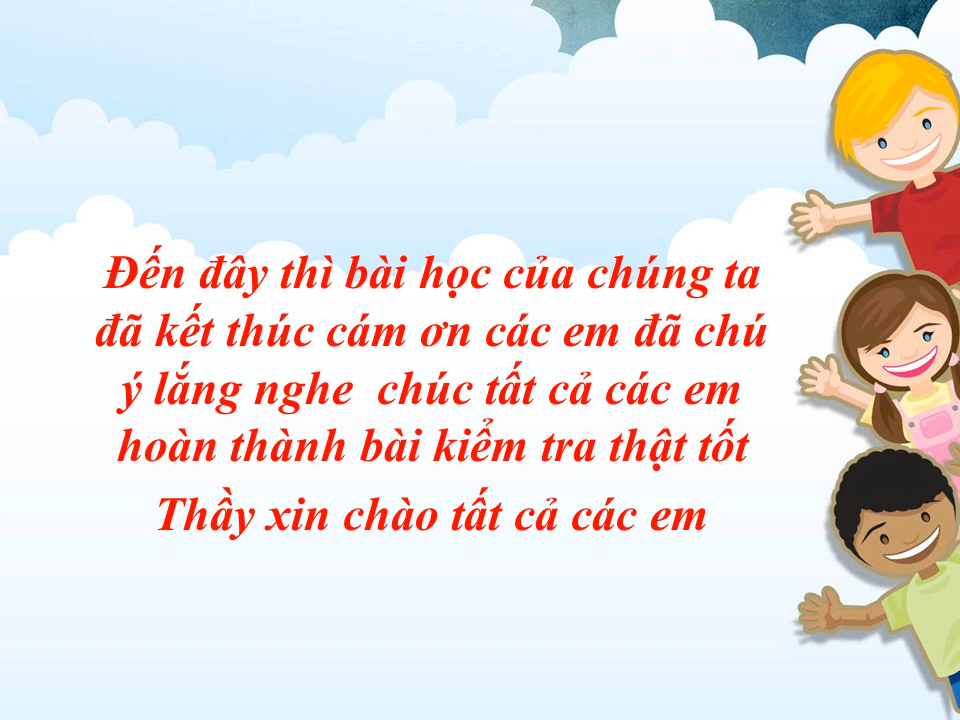 Đến đây thì bài học của chúng ta
đã kết thúc cám ơn các em đã chú
ý lắng nghe  chúc tất cả các em
hoàn thành bài kiểm tra thật tốt
Thầy xin chào tất cả các em